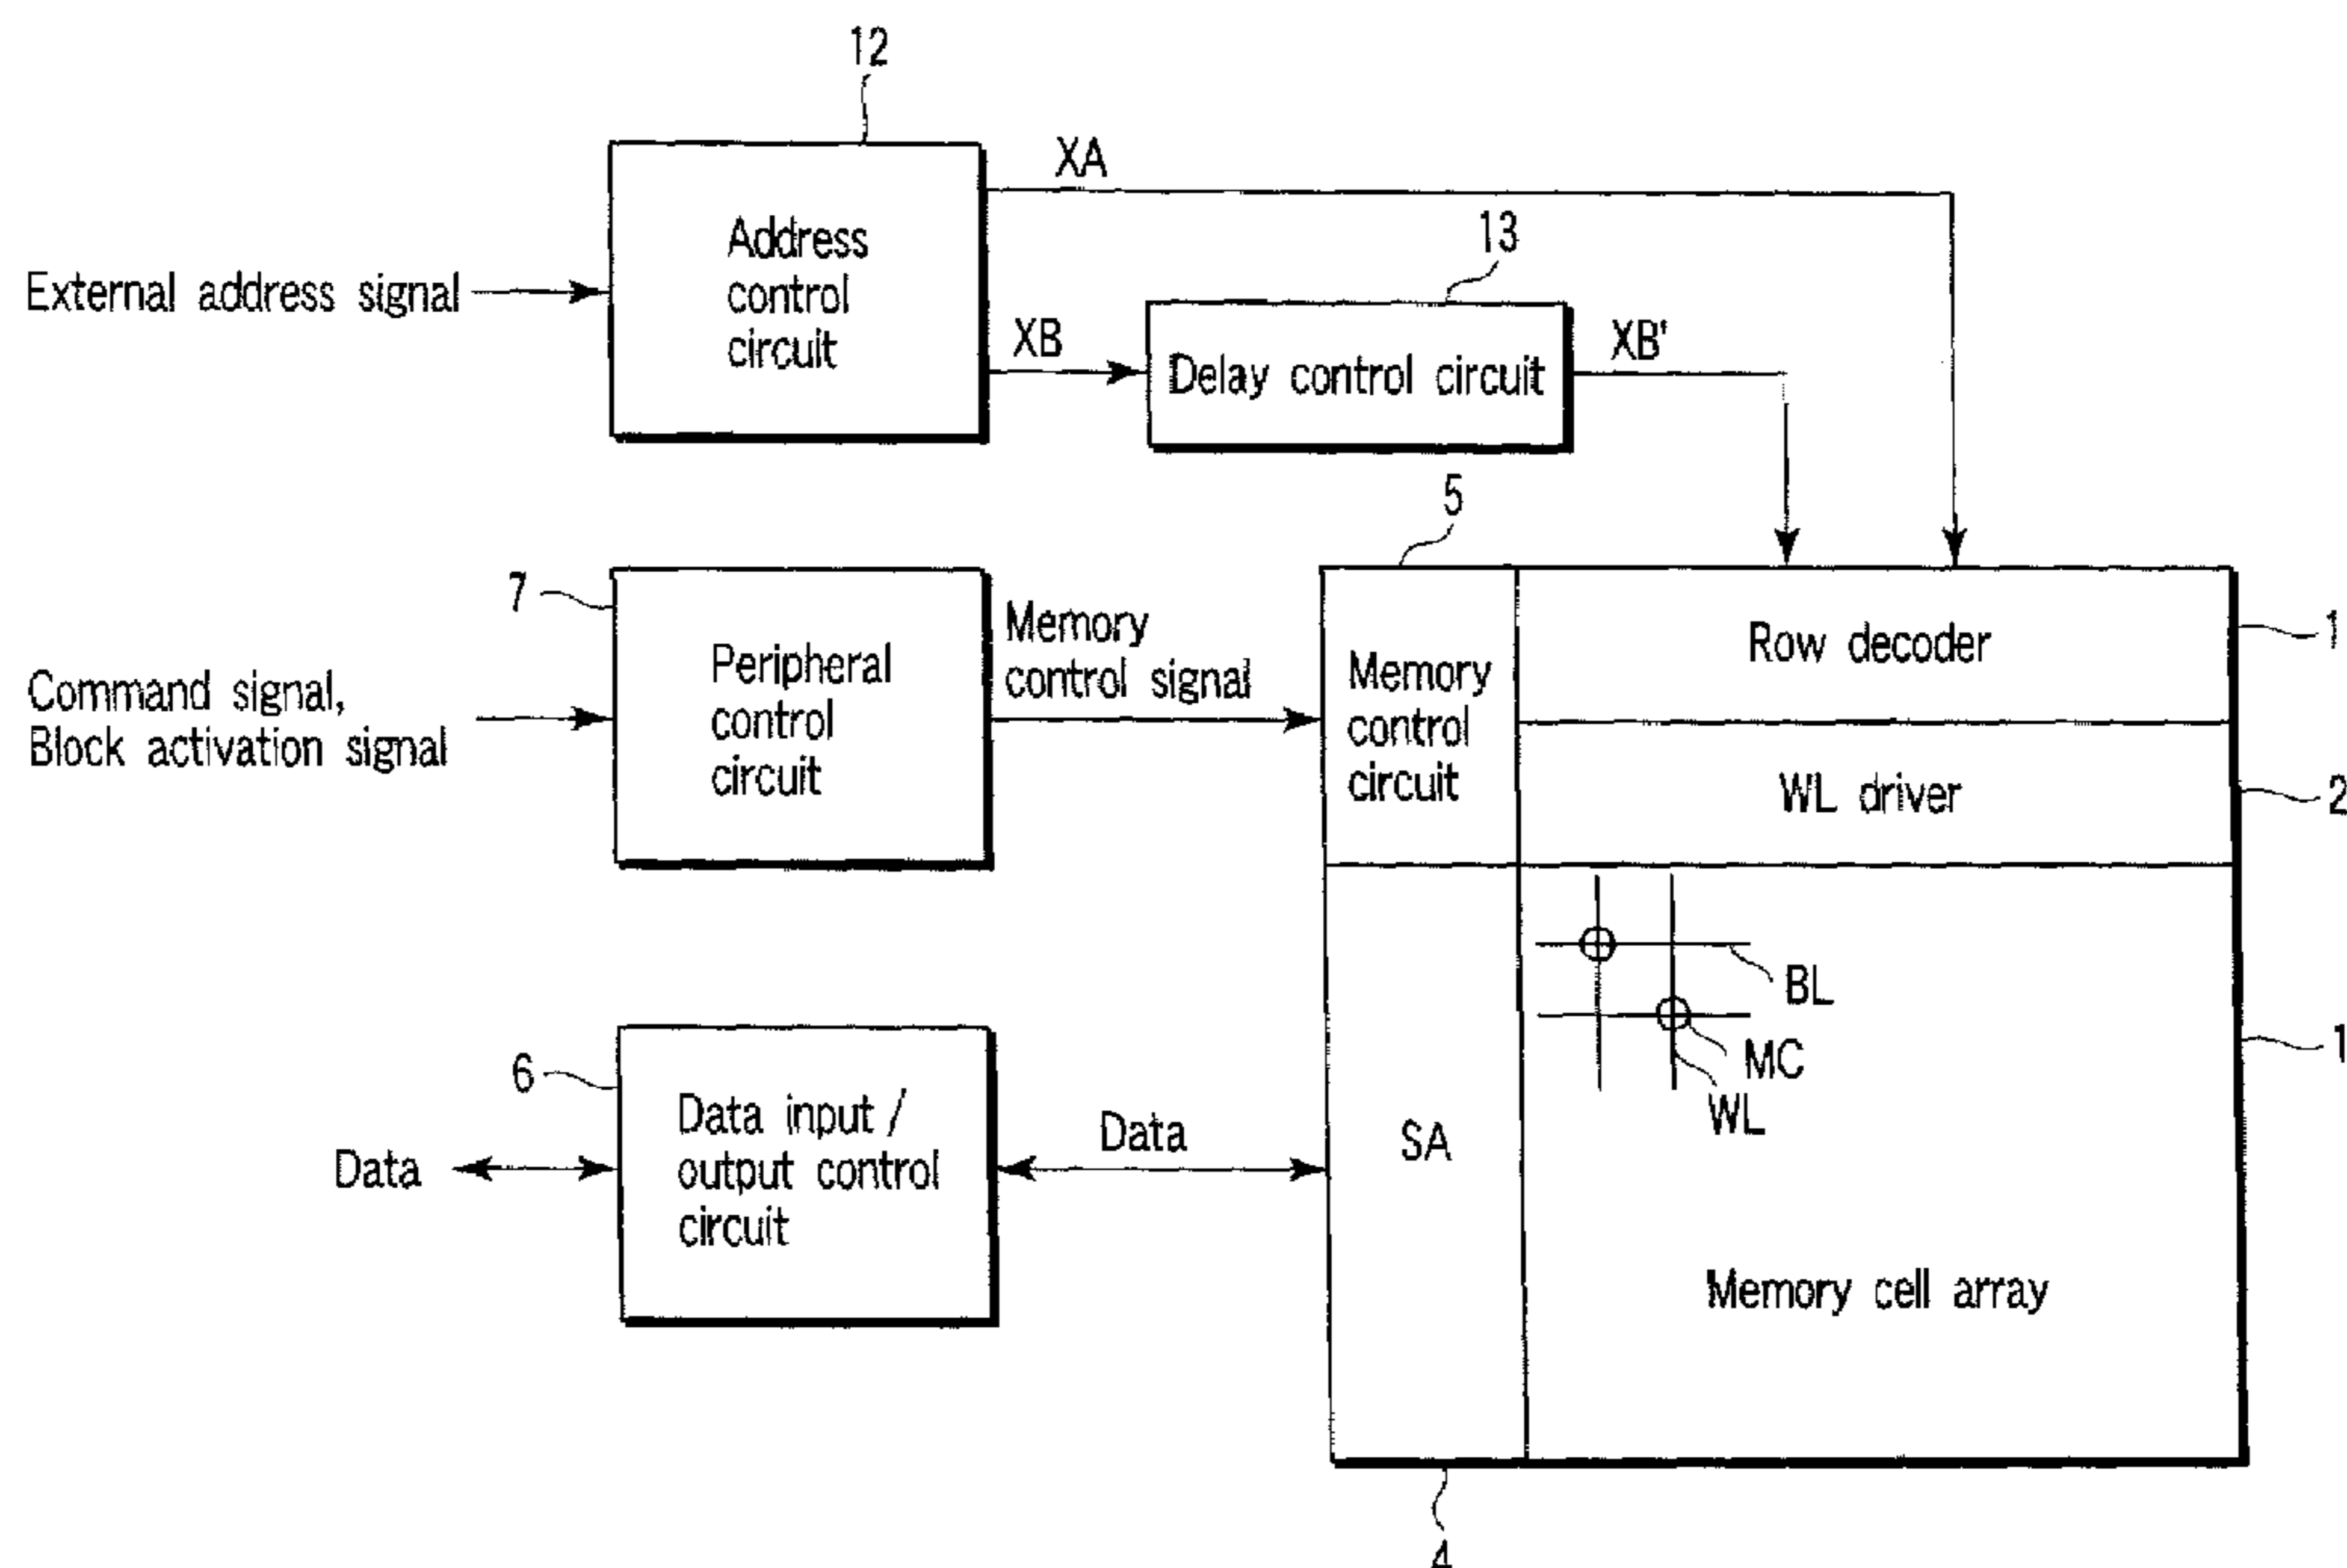 12
XA
13
Address
control
circuit
External address signal
XB
Delay control circuit
XB'
5
7
Memory
control signal
Peripheral
control
circuit
Command signal,
Block activation signal
Memory
control
circuit
Row decoder
1
WL driver
2
BL
MC
WL
1
6
Data input /
output control
circuit
Data
Data
SA
Memory cell array
4